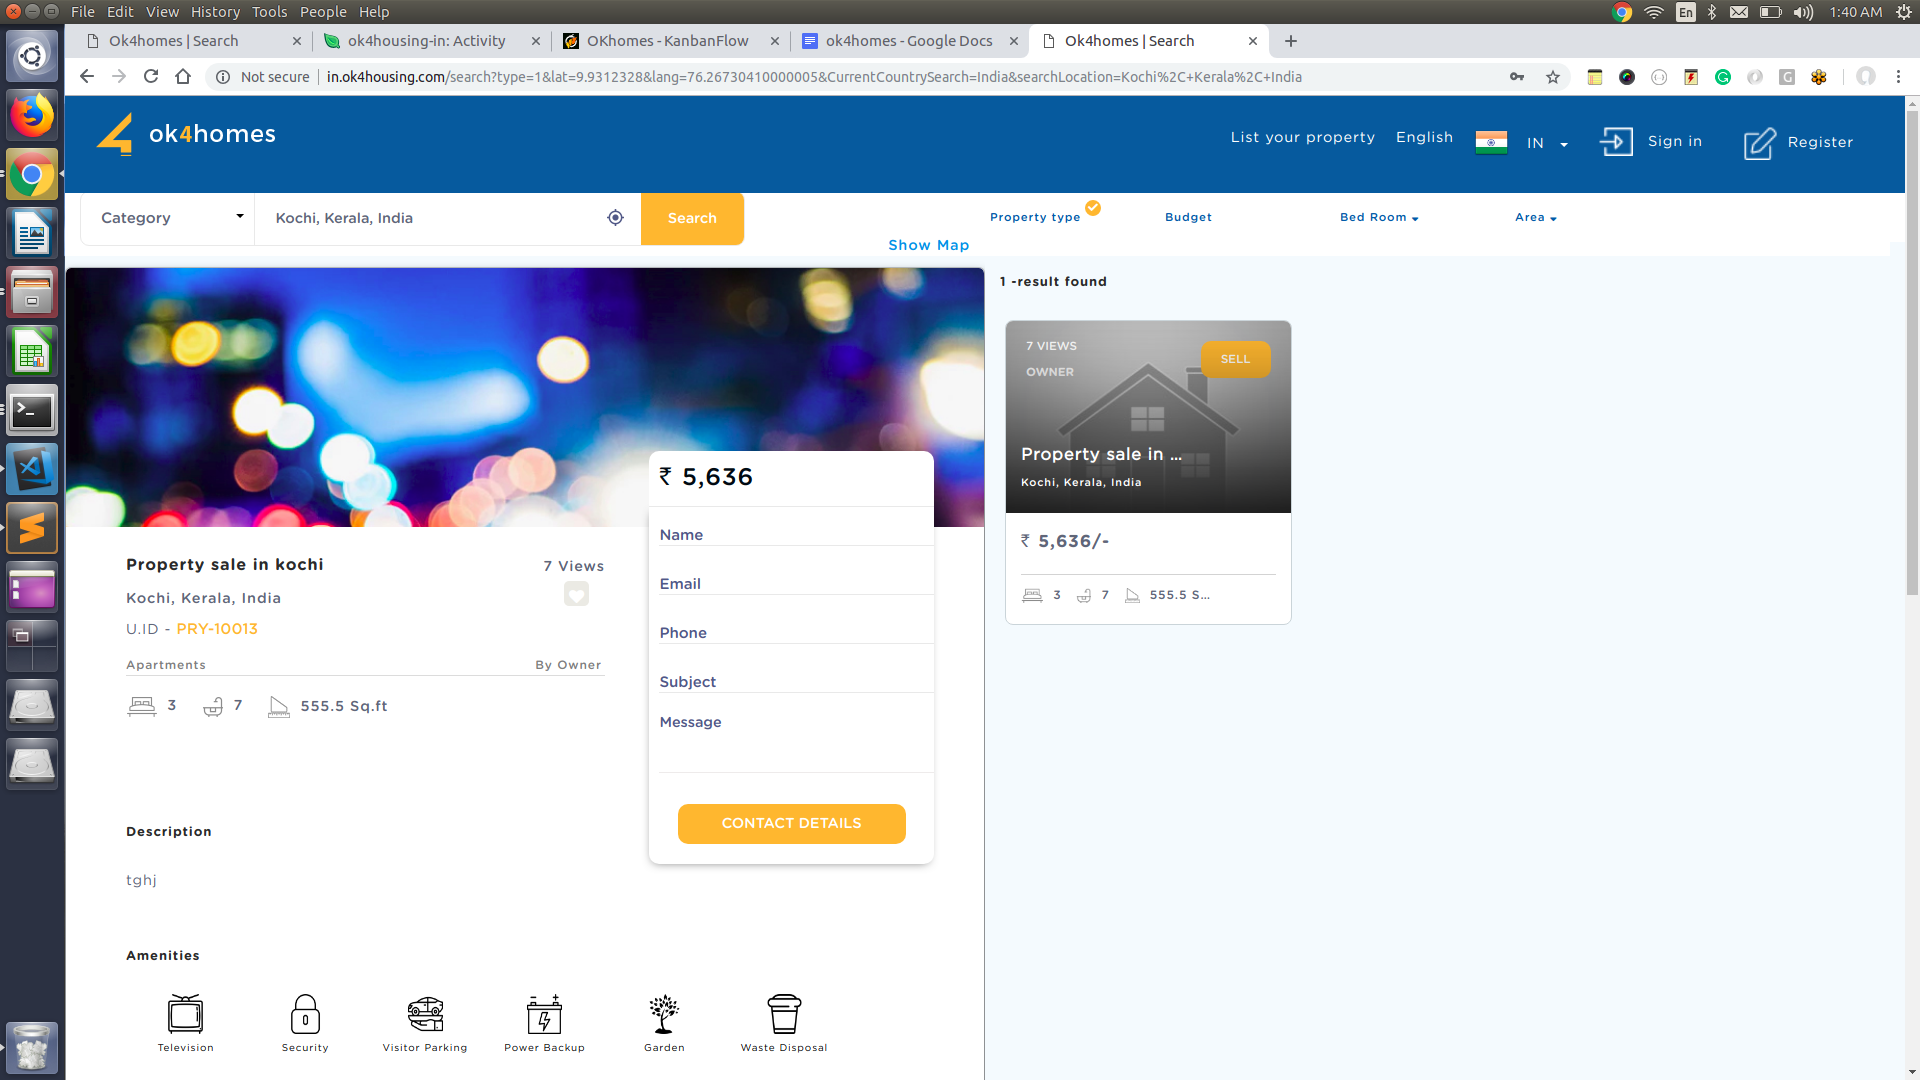 File Edit View History Tools People Help
En
1:40 AM
Ok4homes | Search
ok4housing-in: Activity
OKhomes - KanbanFlow
ok4homes - Google Docs
Ok4homes | Search
Not secure
in.ok4housing.com/search?type=1&lat=9.9312328&lang=76.26730410000005&CurrentCountrySearch=India&searchLocation=Kochi%2C+Kerala%2C+India
ok4homes
List your property
English
IN
Sign in
Register
Category
Kochi, Kerala, India
Search
Property type
Budget
Bed Room
Area
Show Map
1 -result found
7 VIEWS
SELL
OWNER
Property sale in ...
Kochi, Kerala, India
₹ 5,636/-
3
7
555.5 S...
₹ 5,636
Name
Email
Phone
Subject
Message
CONTACT DETAILS
Property sale in kochi
7 Views
Kochi, Kerala, India
U.ID - PRY-10013
Apartments
By Owner
3
7
555.5 Sq.ft
Description
tghj
Amenities
Television
Security
Visitor Parking
Power Backup
Garden
Waste Disposal